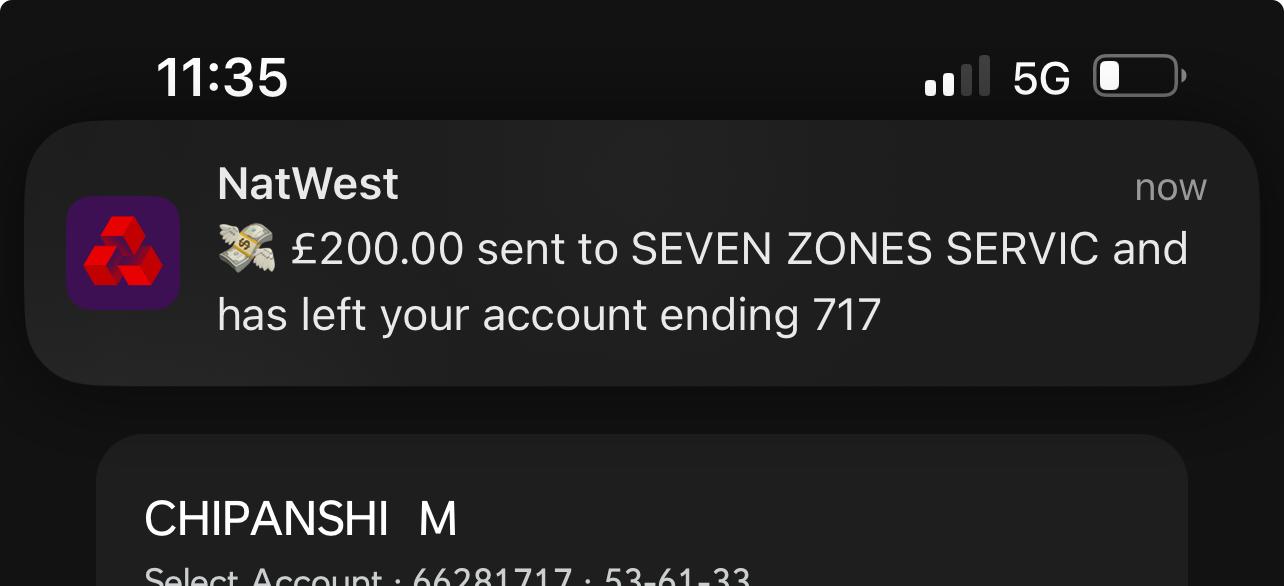 11:35 5G
NatWest now
💸 £200.00 sent to SEVEN ZONES SERVIC and
has left your account ending 717
CHIPANSHI M
Select Account : 66281717 : 53-61-33